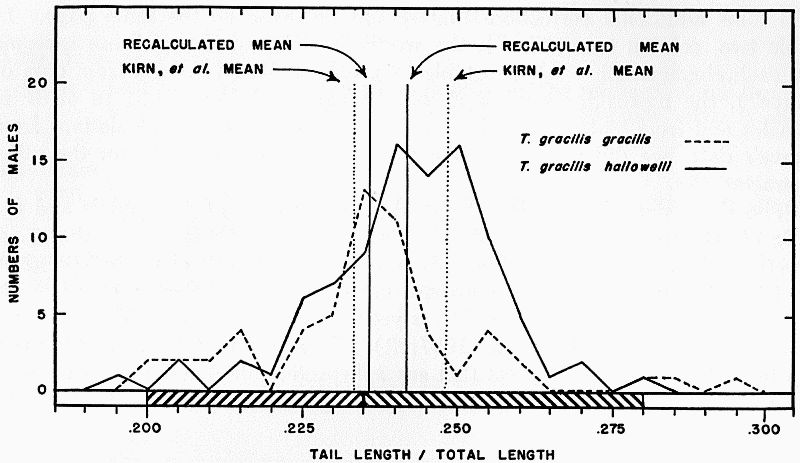 RECALCULATED MEAN
RECALCULATED MEAN
KIRN, et al. MEAN
KIRN, et al. MEAN
20
T. gracilis gracilis
15
T. gracilis hallowelli
10
5
0
NUMBERS OF MALES
.200
.225
.250
.275
.300
TAIL LENGTH / TOTAL LENGTH